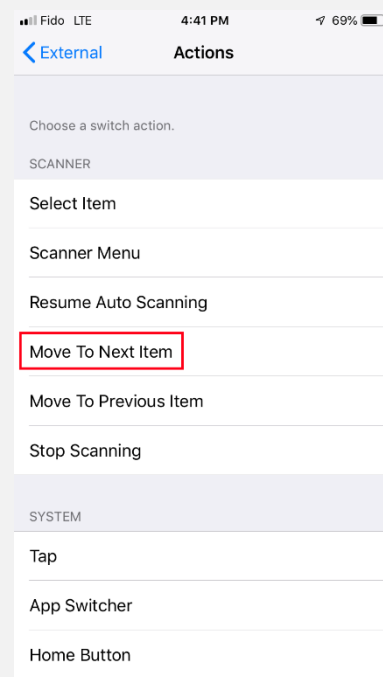 Fido LTE 4:41 PM 69%
External Actions
Choose a switch action.
SCANNER
Select Item
Scanner Menu
Resume Auto Scanning
Move To Next Item
Move To Previous Item
Stop Scanning
SYSTEM
Tap
App Switcher
Home Button